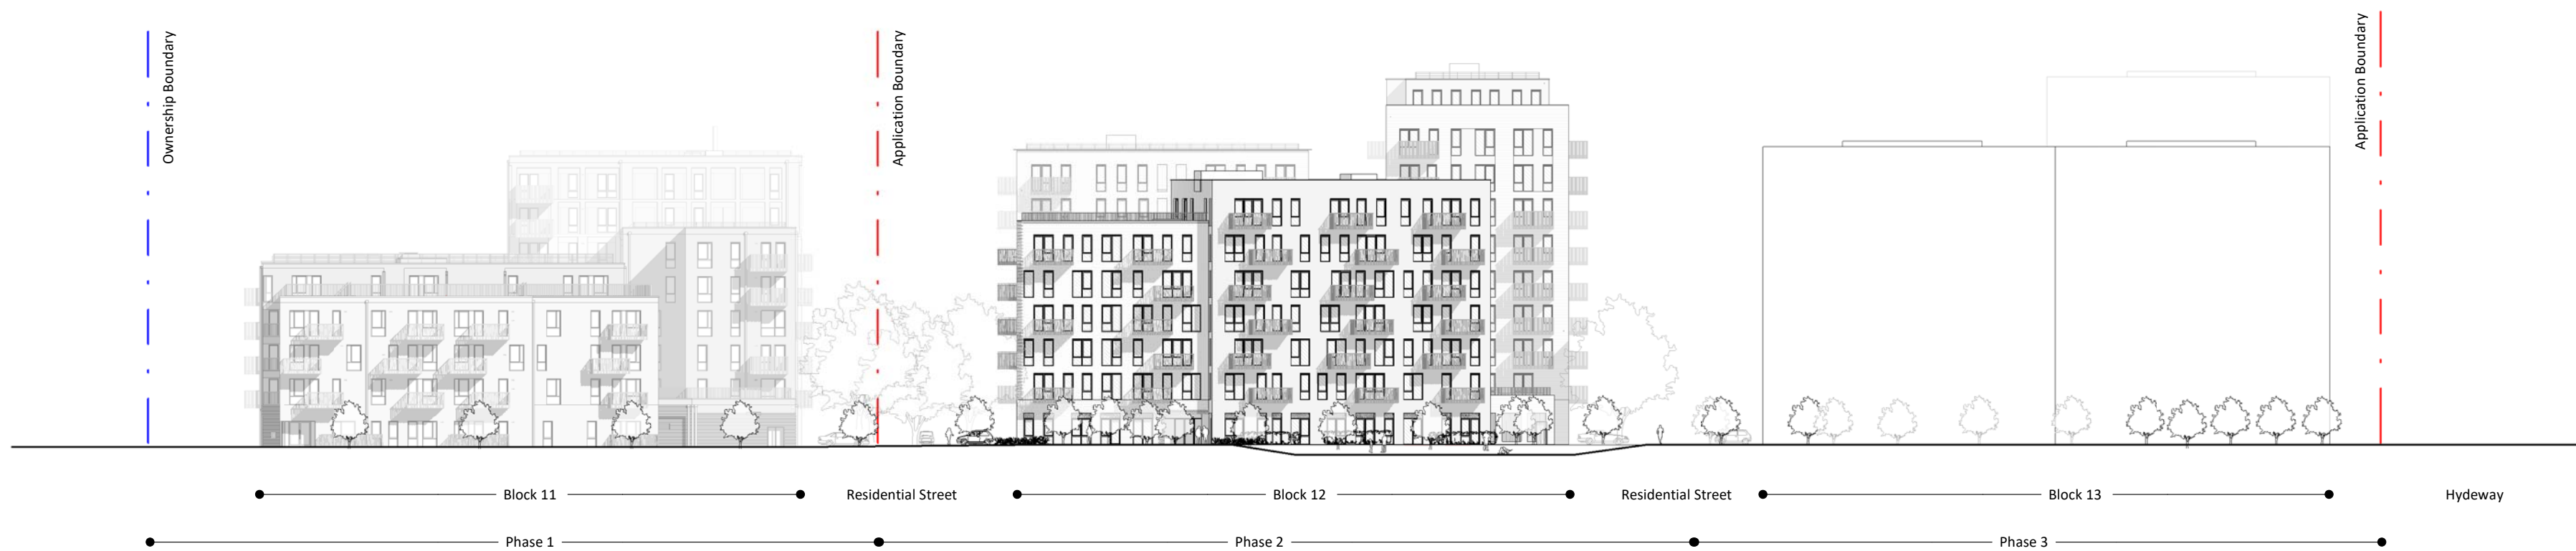 Ownership Boundary
Application Boundary
Application Boundary
Block 11
Residential Street
Block 12
Residential Street
Block 13
Hydeway
Phase 1
Phase 2
Phase 3